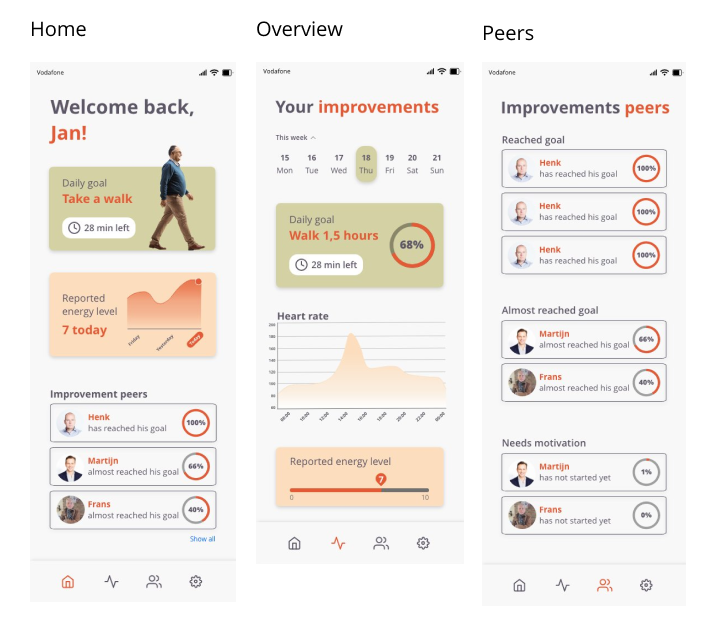 Home
Vodafone
Welcome back,
Jan!
Daily goal
Take a walk
28 min left
Reported
energy level
7 today
Friday
Yesterday
Today
Improvement peers
Henk
has reached his goal
100%
Martijn
almost reached his goal
66%
Frans
almost reached his goal
40%
Show all
Overview
Vodafone
Your improvements
This week
15 16 17 18 19 20 21
Mon Tue Wed Thu Fri Sat Sun
Daily goal
Walk 1,5 hours
28 min left
68%
Heart rate
200
180
160
140
120
100
80
60
08:00 10:00 12:00 14:00 16:00 18:00 20:00 22:00 00:00
Reported energy level
7
0 10
Peers
Vodafone
Improvements peers
Reached goal
Henk
has reached his goal
100%
Henk
has reached his goal
100%
Henk
has reached his goal
100%
Almost reached goal
Martijn
almost reached his goal
66%
Frans
almost reached his goal
40%
Needs motivation
Martijn
has not started yet
1%
Frans
has not started yet
0%